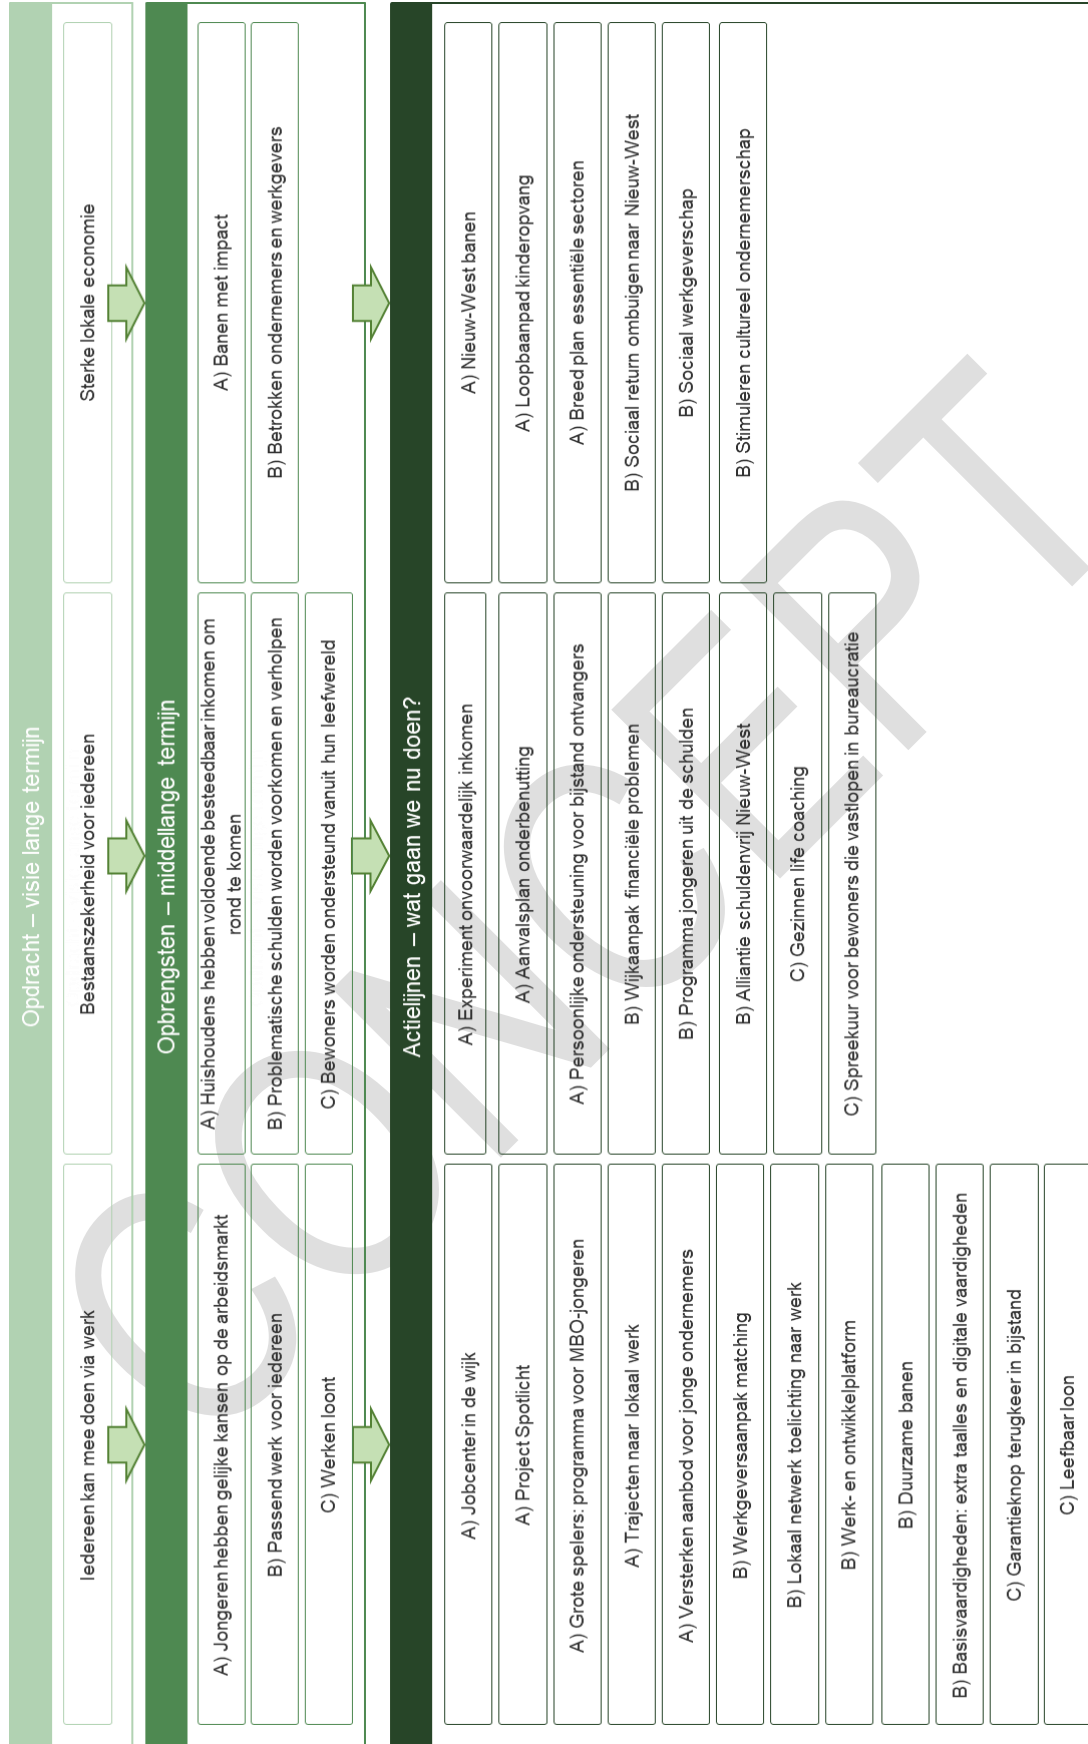 Opdracht – visie lange termijn
Iedereen kan mee doen via werk
Bestaanszekerheid voor iedereen
Sterke lokale economie
Opbrengsten – middellange termijn
A) Jongeren hebben gelijke kansen op de arbeidsmarkt
B) Passend werk voor iedereen
C) Werken loont
A) Huishoudens hebben voldoende besteedbaar inkomen om
rond te komen
B) Problematische schulden worden voorkomen en verholpen
C) Bewoners worden ondersteund vanuit hun leefwereld
A) Banen met impact
B) Betrokken ondernemers en werkgevers
Actielijnen – wat gaan we nu doen?
A) Jobcenter in de wijk
A) Project Spotlicht
A) Grote spelers: programma voor MBO-jongeren
A) Trajecten naar lokaal werk
A) Versterken aanbod voor jonge ondernemers
B) Werkgeversaanpak matching
B) Lokaal netwerk toelichting naar werk
B) Werk- en ontwikkelplatform
B) Duurzame banen
B) Basisvaardigheden: extra taalles en digitale vaardigheden
C) Garantieknop terugkeer in bijstand
C) Leefbaar loon
A) Experiment onvoorwaardelijk inkomen
A) Aanvalsplan onderbenutting
A) Persoonlijke ondersteuning voor bijstand ontvangers
B) Wijkaanpak financiële problemen
B) Programma jongeren uit de schulden
B) Alliantie schuldenvrij Nieuw-West
C) Gezinnen life coaching
C) Spreekuur voor bewoners die vastlopen in bureaucratie
A) Nieuw-West banen
A) Loopbaanpad kinderopvang
A) Breed plan essentiële sectoren
B) Sociaal return ombuigen naar Nieuw-West
B) Sociaal werkgeverschap
B) Stimuleren cultureel ondernemerschap
CONCEPT